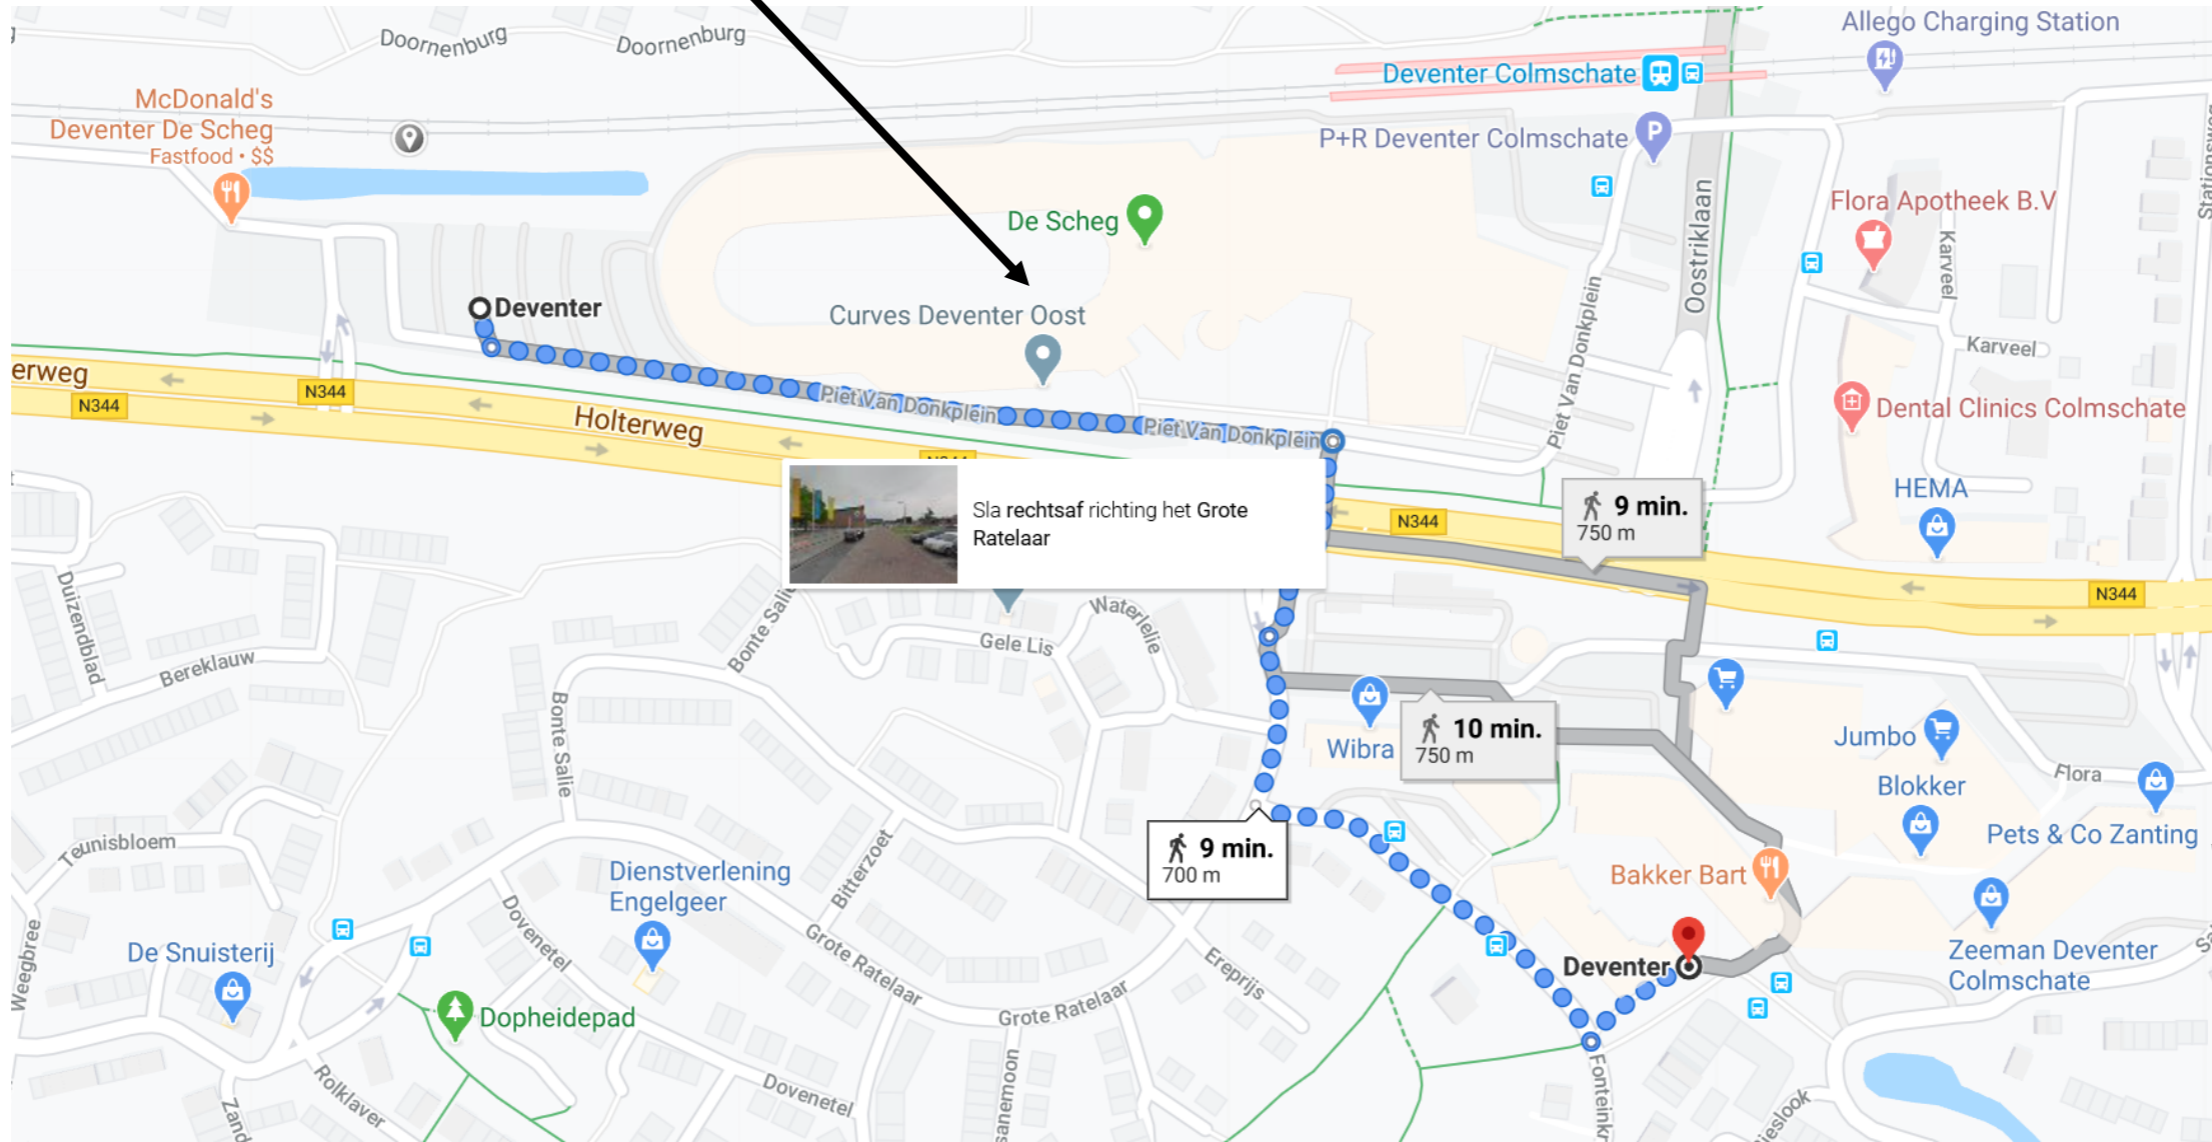 Doornenburg
Doornenburg
Allego Charging Station
Deventer Colmschate
McDonald's
Deventer De Scheg
Fastfood • $$
P+R Deventer Colmschate
P
Flora Apotheek B.V
De Scheg
Oostriklaan
Karveel
Deventer
Curves Deventer Oost
Piet Van Donkplein
Karveel
erweg
N344
N344
Piet Van Donkplein
Piet Van Donkplein
Dental Clinics Colmschate
Holterweg
N344
HEMA
Sla rechtsaf richting het Grote
Ratelaar
N344
9 min.
750 m
N344
Duizendblad
Bonte Salie
Waterlelie
Gele Lis
Bereklauw
Bonte Salie
Wibra
10 min.
750 m
Jumbo
Flora
Blokker
Pets & Co Zanting
Teunisbloem
9 min.
700 m
Bitterzoet
Bakker Bart
Dienstverlening
Engelgeer
Dovenetel
Grote Ratelaar
Ereprijs
De Snuisterij
Weegbree
Deventer
Zeeman Deventer
Colmschate
Grote Ratelaar
Dopheidepad
Rolklaver
Dovenetel
Zand
sanemoon
Fonteinkr
ieslook